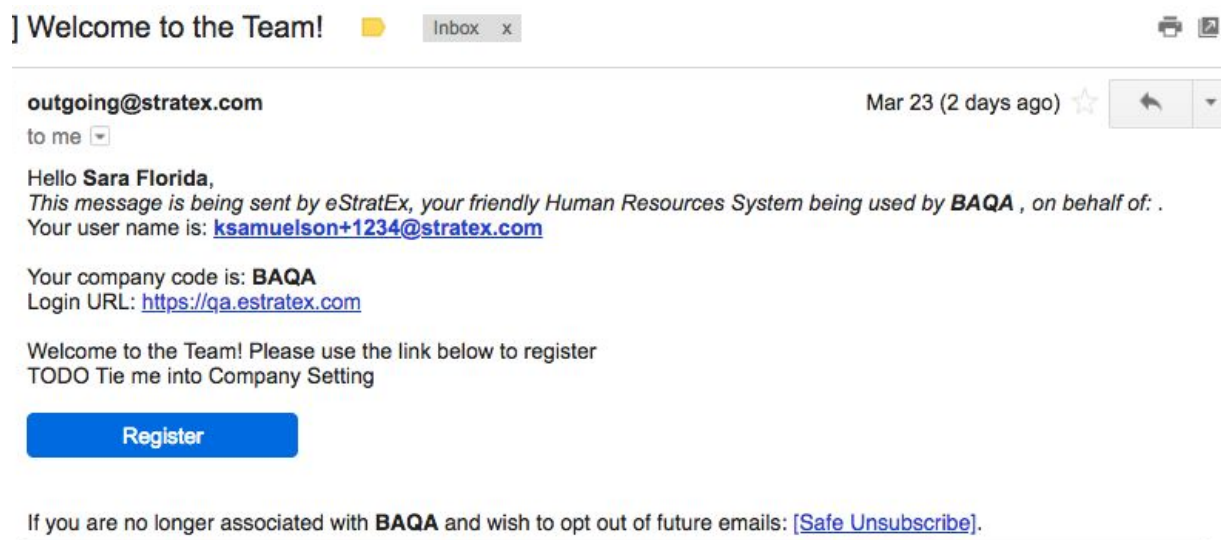 ] Welcome to the Team! Inbox x
outgoing@stratex.com Mar 23 (2 days ago)
to me
Hello Sara Florida,
This message is being sent by eStratEx, your friendly Human Resources System being used by BAQA , on behalf of: .
Your user name is: ksamuelson+1234@stratex.com
Your company code is: BAQA
Login URL: https://qa.estratex.com
Welcome to the Team! Please use the link below to register
TODO Tie me into Company Setting
Register
If you are no longer associated with BAQA and wish to opt out of future emails: [Safe Unsubscribe].